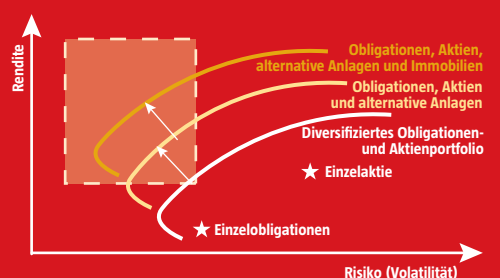 Rendite
Obligationen, Aktien,
alternative Anlagen und Immobilien
Obligationen, Aktien
und alternative Anlagen
Diversifiziertes Obligationen-
und Aktienportfolio
Einzelaktie
Einzelobligationen
Risiko (Volatilität)